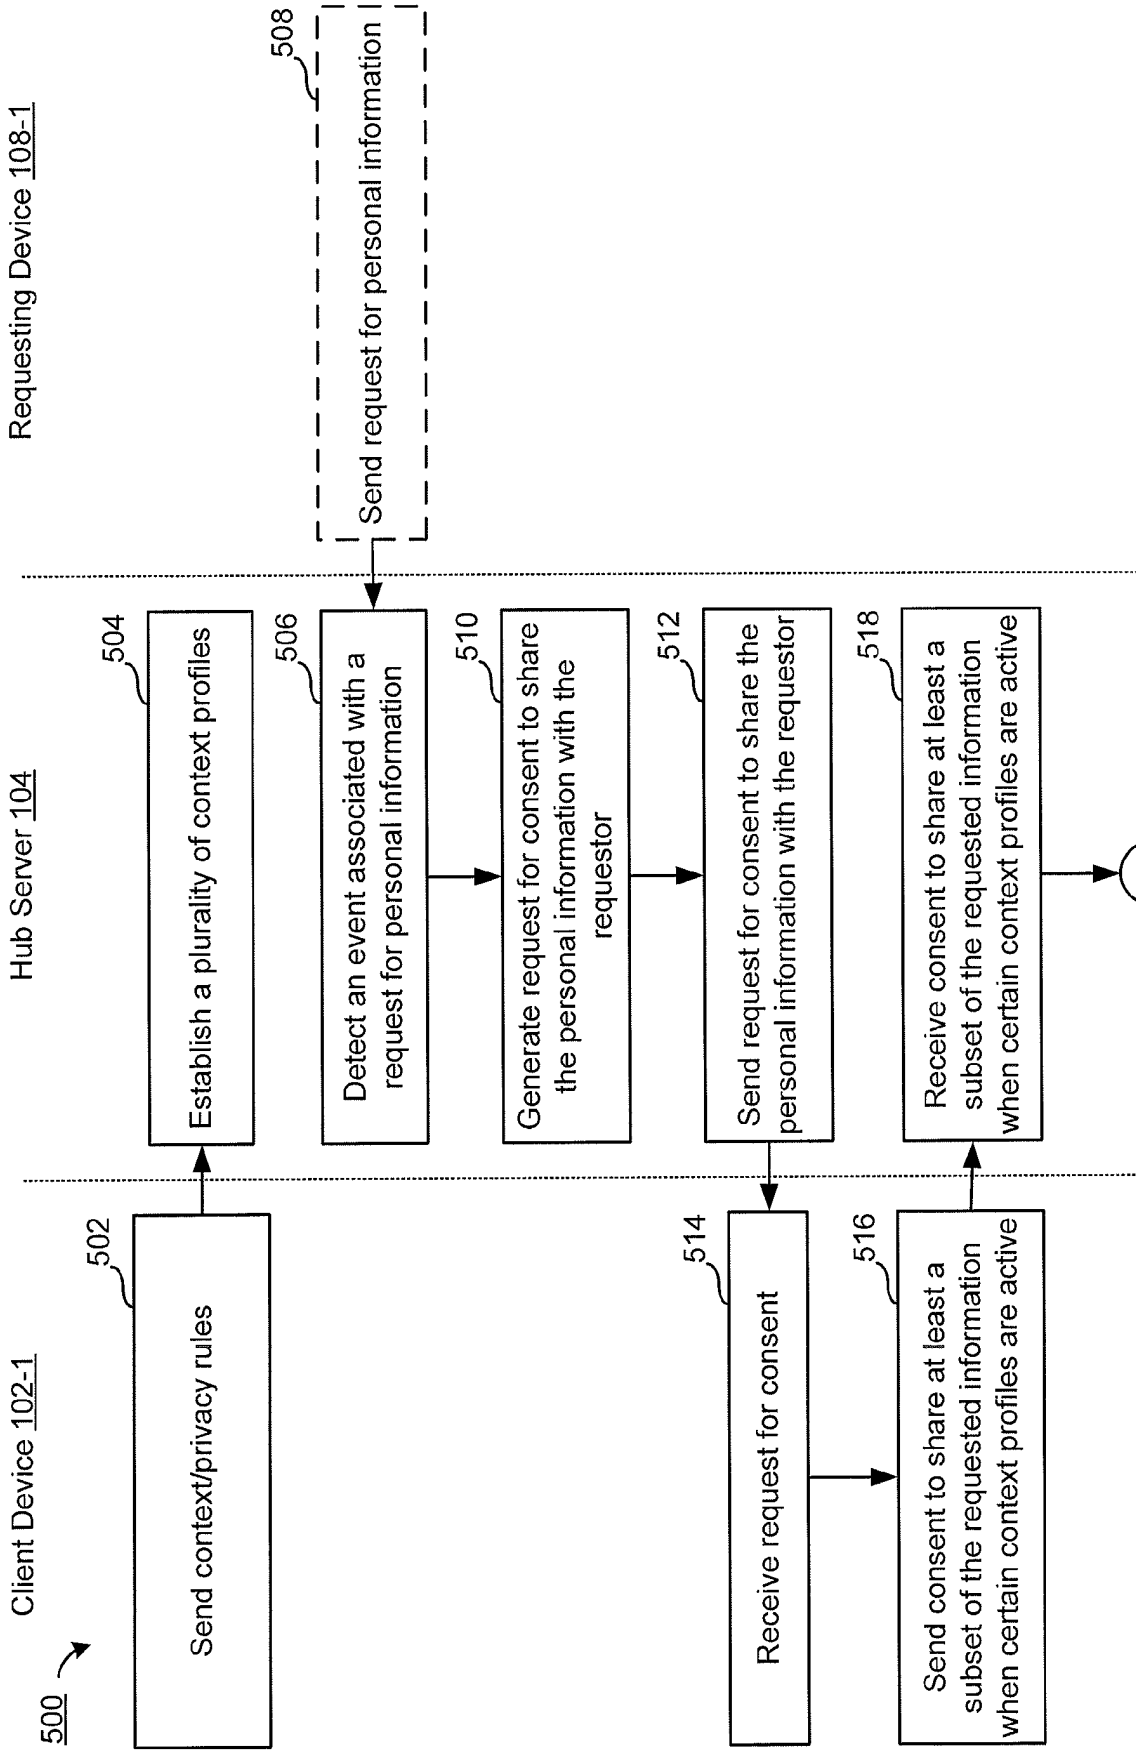 500
Client Device 102-1
Hub Server 104
Requesting Device 108-1
502
Send context/privacy rules
504
Establish a plurality of context profiles
506
Detect an event associated with a
request for personal information
508
Send request for personal information
510
Generate request for consent to share
the personal information with the
requestor
512
Send request for consent to share the
personal information with the requestor
514
Receive request for consent
516
Send consent to share at least a
subset of the requested information
when certain context profiles are active
518
Receive consent to share at least a
subset of the requested information
when certain context profiles are active